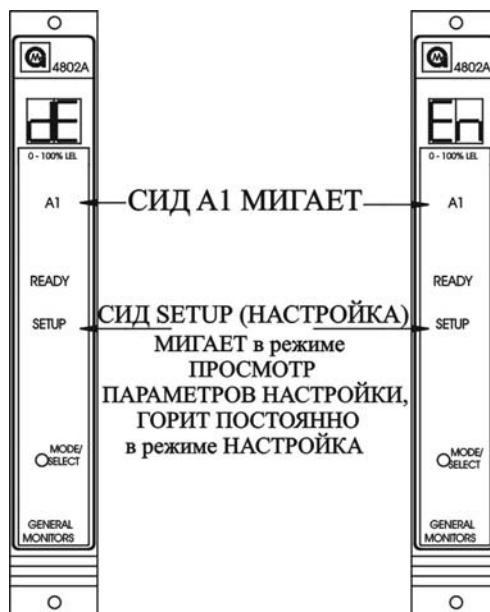 4802A
dE
0 - 100% LEL
A1
READY
SETUP
MODE/
SELECT
GENERAL
MONITORS
СИД A1 МИГАЕТ
СИД SETUP (НАСТРОЙКА)
МИГАЕТ в режиме
ПРОСМОТР
ПАРАМЕТРОВ НАСТРОЙКИ,
ГОРИТ ПОСТОЯННО
в режиме НАСТРОЙКА
4802A
En
0 - 100% LEL
A1
READY
SETUP
MODE/
SELECT
GENERAL
MONITORS